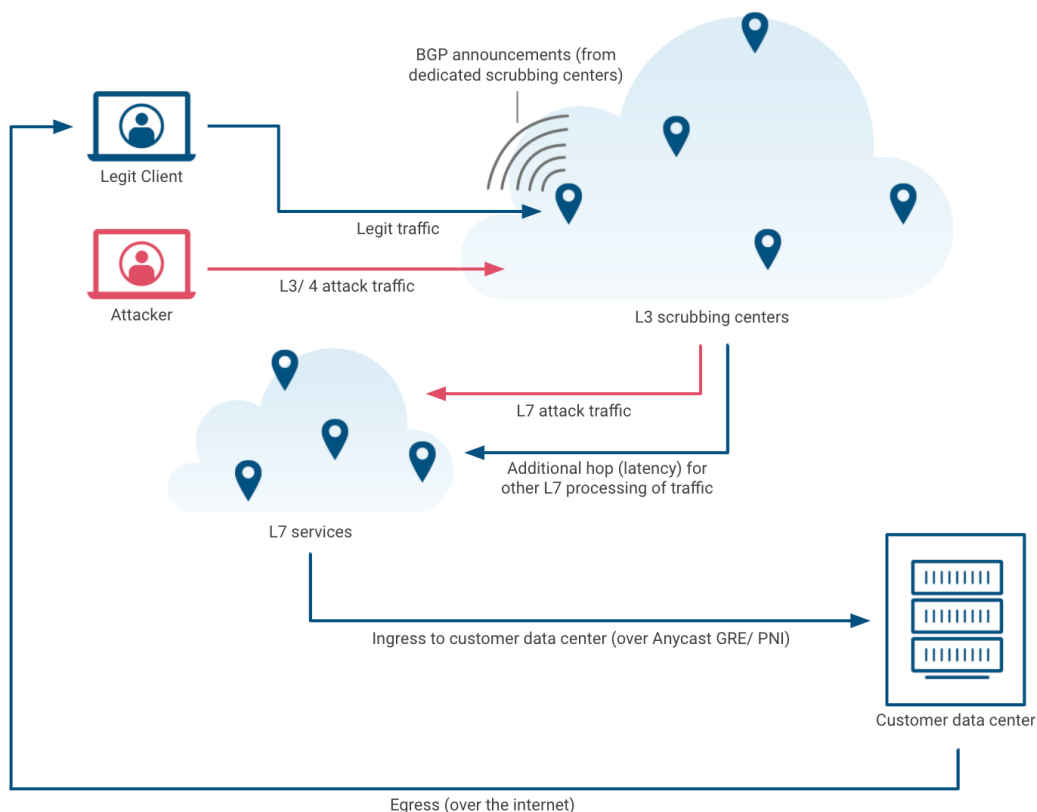 BGP announcements (from
dedicated scrubbing centers)
Legit Client
Legit traffic
L3/ 4 attack traffic
Attacker
L3 scrubbing centers
L7 attack traffic
Additional hop (latency) for
other L7 processing of traffic
L7 services
Ingress to customer data center (over Anycast GRE/ PNI)
Customer data center
Egress (over the internet)